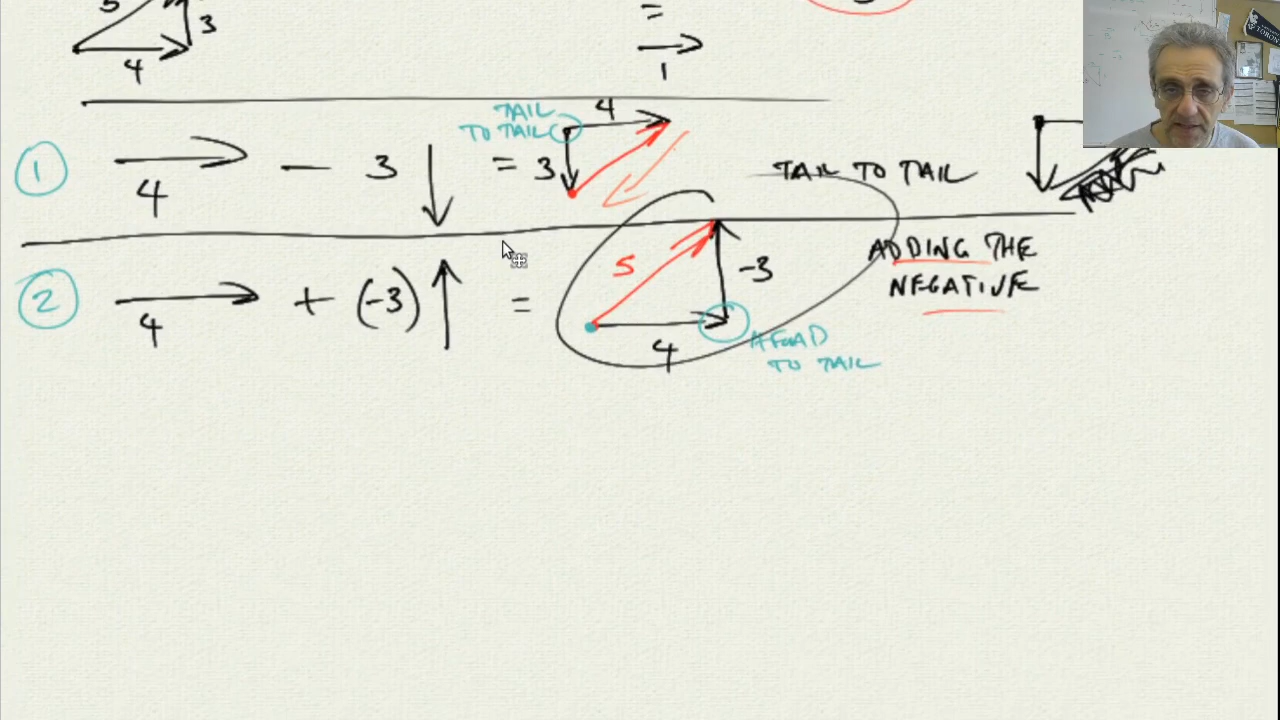 5
3
4
=
1
TAIL
TO TAIL
4
1
4
— 3
= 3
TAIL TO TAIL
2
4
+ (-3)
=
5
-3
4
HEAD
TO TAIL
ADDING THE
NEGATIVE